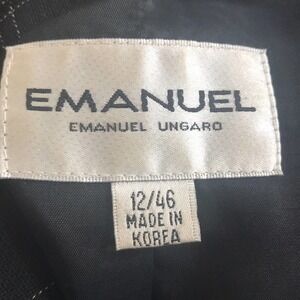 EMANUEL
EMANUEL UNGARO
12/46
MADE IN
KOREA